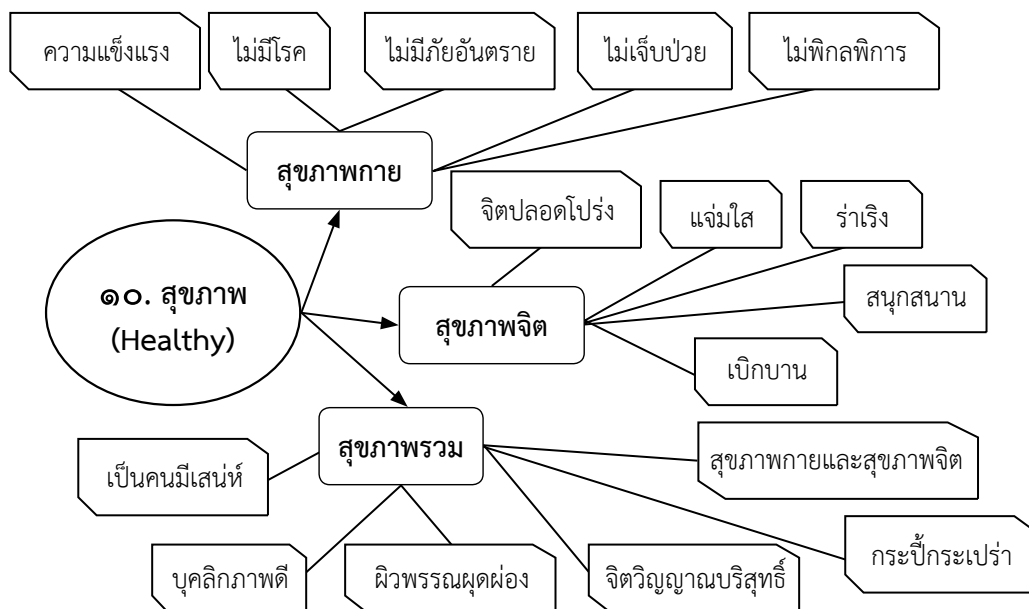 ความแข็งแรง
ไม่มีโรค
ไม่มีภัยอันตราย
ไม่เจ็บป่วย
ไม่พิกลพิการ
สุขภาพกาย
จิตปลอดโปร่ง
แจ่มใส
ร่าเริง
๑๐. สุขภาพ
(Healthy)
สุขภาพจิต
สนุกสนาน
เบิกบาน
สุขภาพรวม
เป็นคนมีเสน่ห์
สุขภาพกายและสุขภาพจิต
กระปี้กระเปร่า
บุคลิกภาพดี
ผิวพรรณผุดผ่อง
จิตวิญญาณบริสุทธิ์